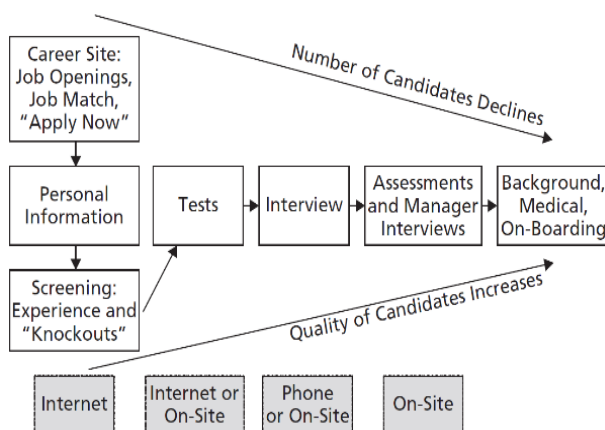 Career Site:
Job Openings,
Job Match,
“Apply Now”
Number of Candidates Declines
Personal
Information
Tests
Interview
Assessments
and Manager
Interviews
Background,
Medical,
On-Boarding
Screening:
Experience and
“Knockouts”
Quality of Candidates Increases
Internet
Internet or
On-Site
Phone
or On-Site
On-Site